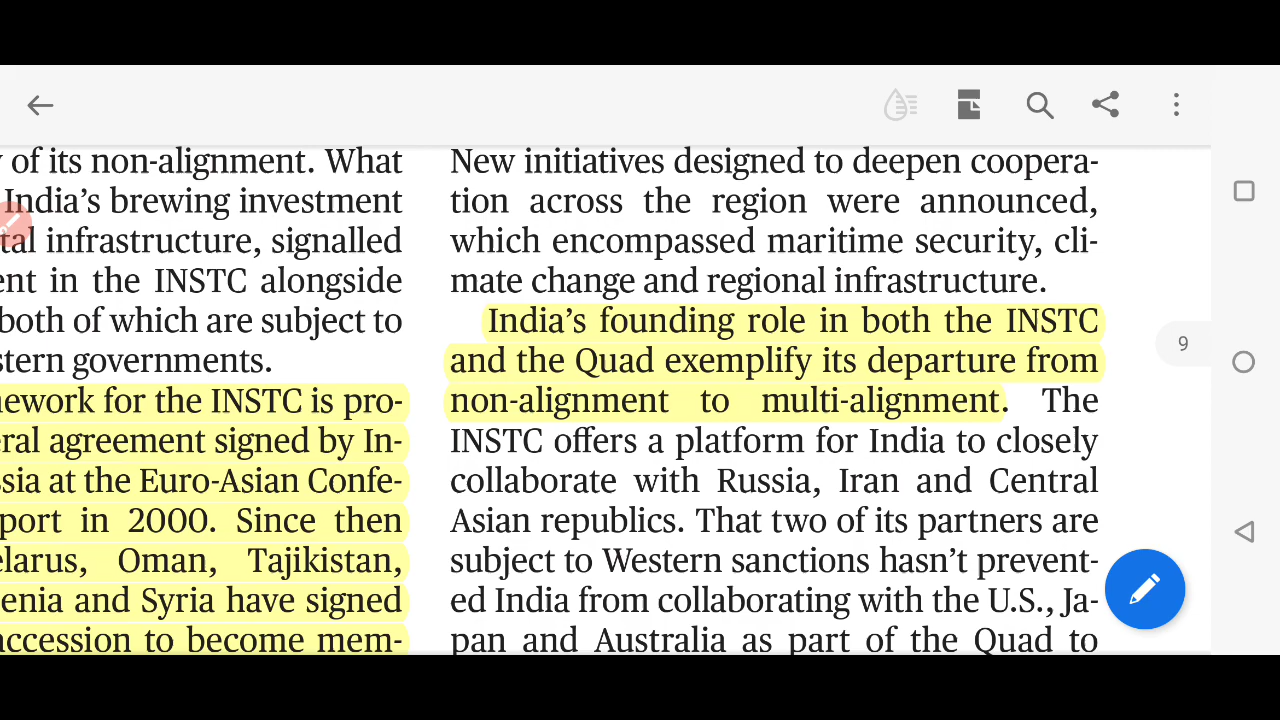 y of its non-alignment. What
India's brewing investment
tal infrastructure, signalled
ent in the INSTC alongside
both of which are subject to
stern governments.
nework for the INSTC is pro-
eral agreement signed by In-
ssia at the Euro-Asian Confe-
port in 2000. Since then
elarus, Oman, Tajikistan,
enia and Syria have signed
accession to become mem-
New initiatives designed to deepen coopera-
tion across the region were announced,
which encompassed maritime security, cli-
mate change and regional infrastructure.
India's founding role in both the INSTC
and the Quad exemplify its departure from
non-alignment to multi-alignment. The
INSTC offers a platform for India to closely
collaborate with Russia, Iran and Central
Asian republics. That two of its partners are
subject to Western sanctions hasn't prevent-
ed India from collaborating with the U.S., Ja-
pan and Australia as part of the Quad to
9